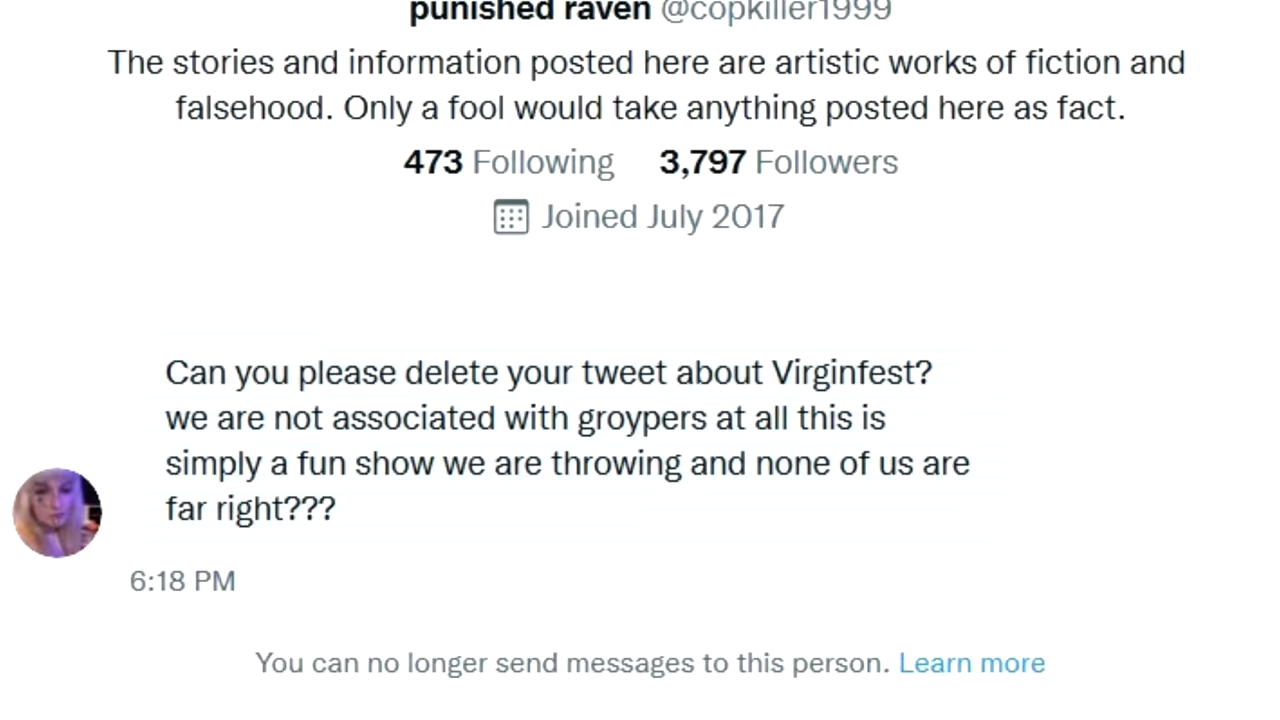 punished raven @copkiller1999
The stories and information posted here are artistic works of fiction and
falsehood. Only a fool would take anything posted here as fact.
473 Following 3,797 Followers
Joined July 2017
Can you please delete your tweet about Virginfest?
we are not associated with groypers at all this is
simply a fun show we are throwing and none of us are
far right???
6:18 PM
You can no longer send messages to this person. Learn more